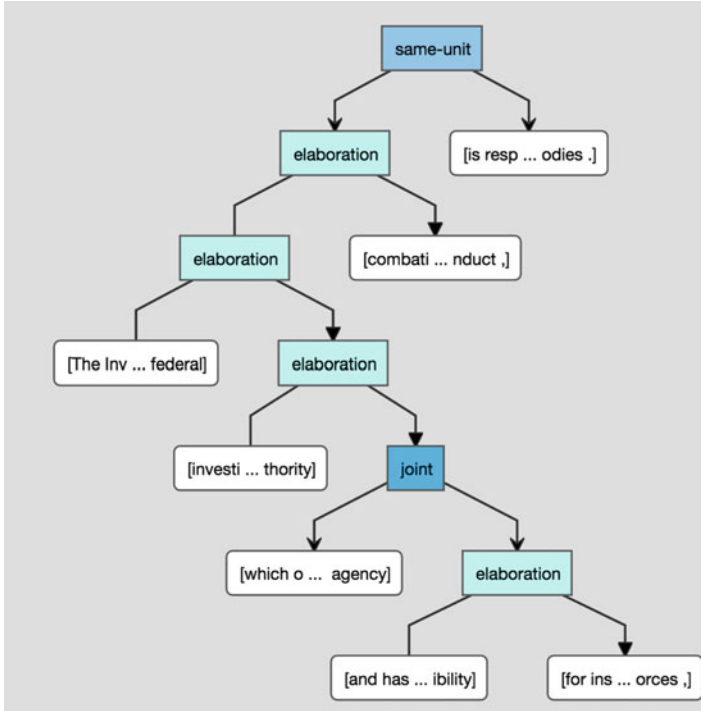 same-unit
elaboration
[is resp ... odies .]
elaboration
[combati ... nduct ,]
[The Inv ... federal]
elaboration
[investi ... thority]
joint
[which o ... agency]
elaboration
[and has ... ibility]
[for ins ... orces ,]